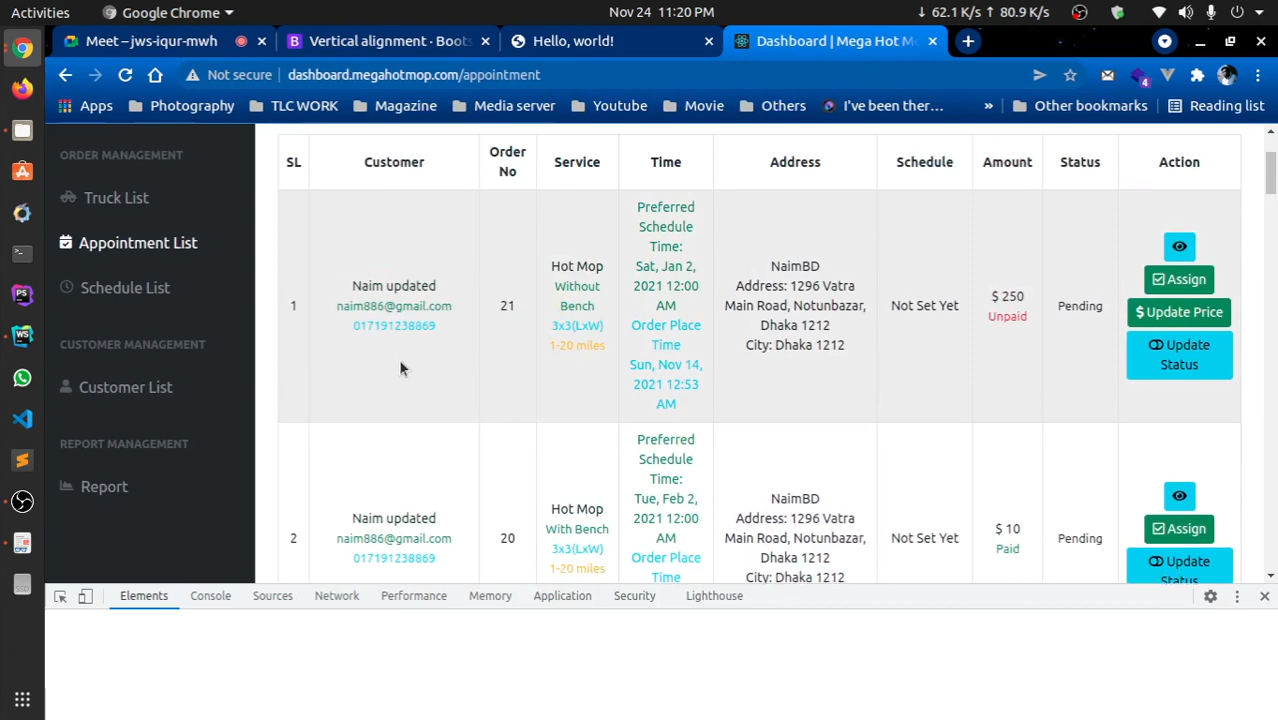 Activities
Google Chrome
Nov 24 11:20 PM
↓ 62.1 K/s ↑ 80.9 K/s
Meet – jws-iqur-mwh
Vertical alignment · Boots
Hello, world!
Dashboard | Mega Hot Mo
Not secure
dashboard.megahotmop.com/appointment
4
Apps
Photography
TLC WORK
Magazine
Media server
Youtube
Movie
Others
I've been ther...
»
Other bookmarks
Reading list
ORDER MANAGEMENT
Truck List
Appointment List
Schedule List
CUSTOMER MANAGEMENT
Customer List
REPORT MANAGEMENT
Report
SL
Customer
Order
No
Service
Time
Address
Schedule
Amount
Status
Action
1
Naim updated
naim886@gmail.com
017191238869
21
Hot Mop
Without
Bench
3x3(LxW)
1-20 miles
Preferred
Schedule
Time:
Sat, Jan 2,
2021 12:00
AM
Order Place
Time
Sun, Nov 14,
2021 12:53
AM
NaimBD
Address: 1296 Vatra
Main Road, Notunbazar,
Dhaka 1212
City: Dhaka 1212
Not Set Yet
$ 250
Unpaid
Pending
Assign
$ Update Price
Update
Status
2
Naim updated
naim886@gmail.com
017191238869
20
Hot Mop
With Bench
3x3(LxW)
1-20 miles
Preferred
Schedule
Time:
Tue, Feb 2,
2021 12:00
AM
Order Place
Time
NaimBD
Address: 1296 Vatra
Main Road, Notunbazar,
Dhaka 1212
City: Dhaka 1212
Not Set Yet
$ 10
Paid
Pending
Assign
Update
Status
Elements
Console
Sources
Network
Performance
Memory
Application
Security
Lighthouse